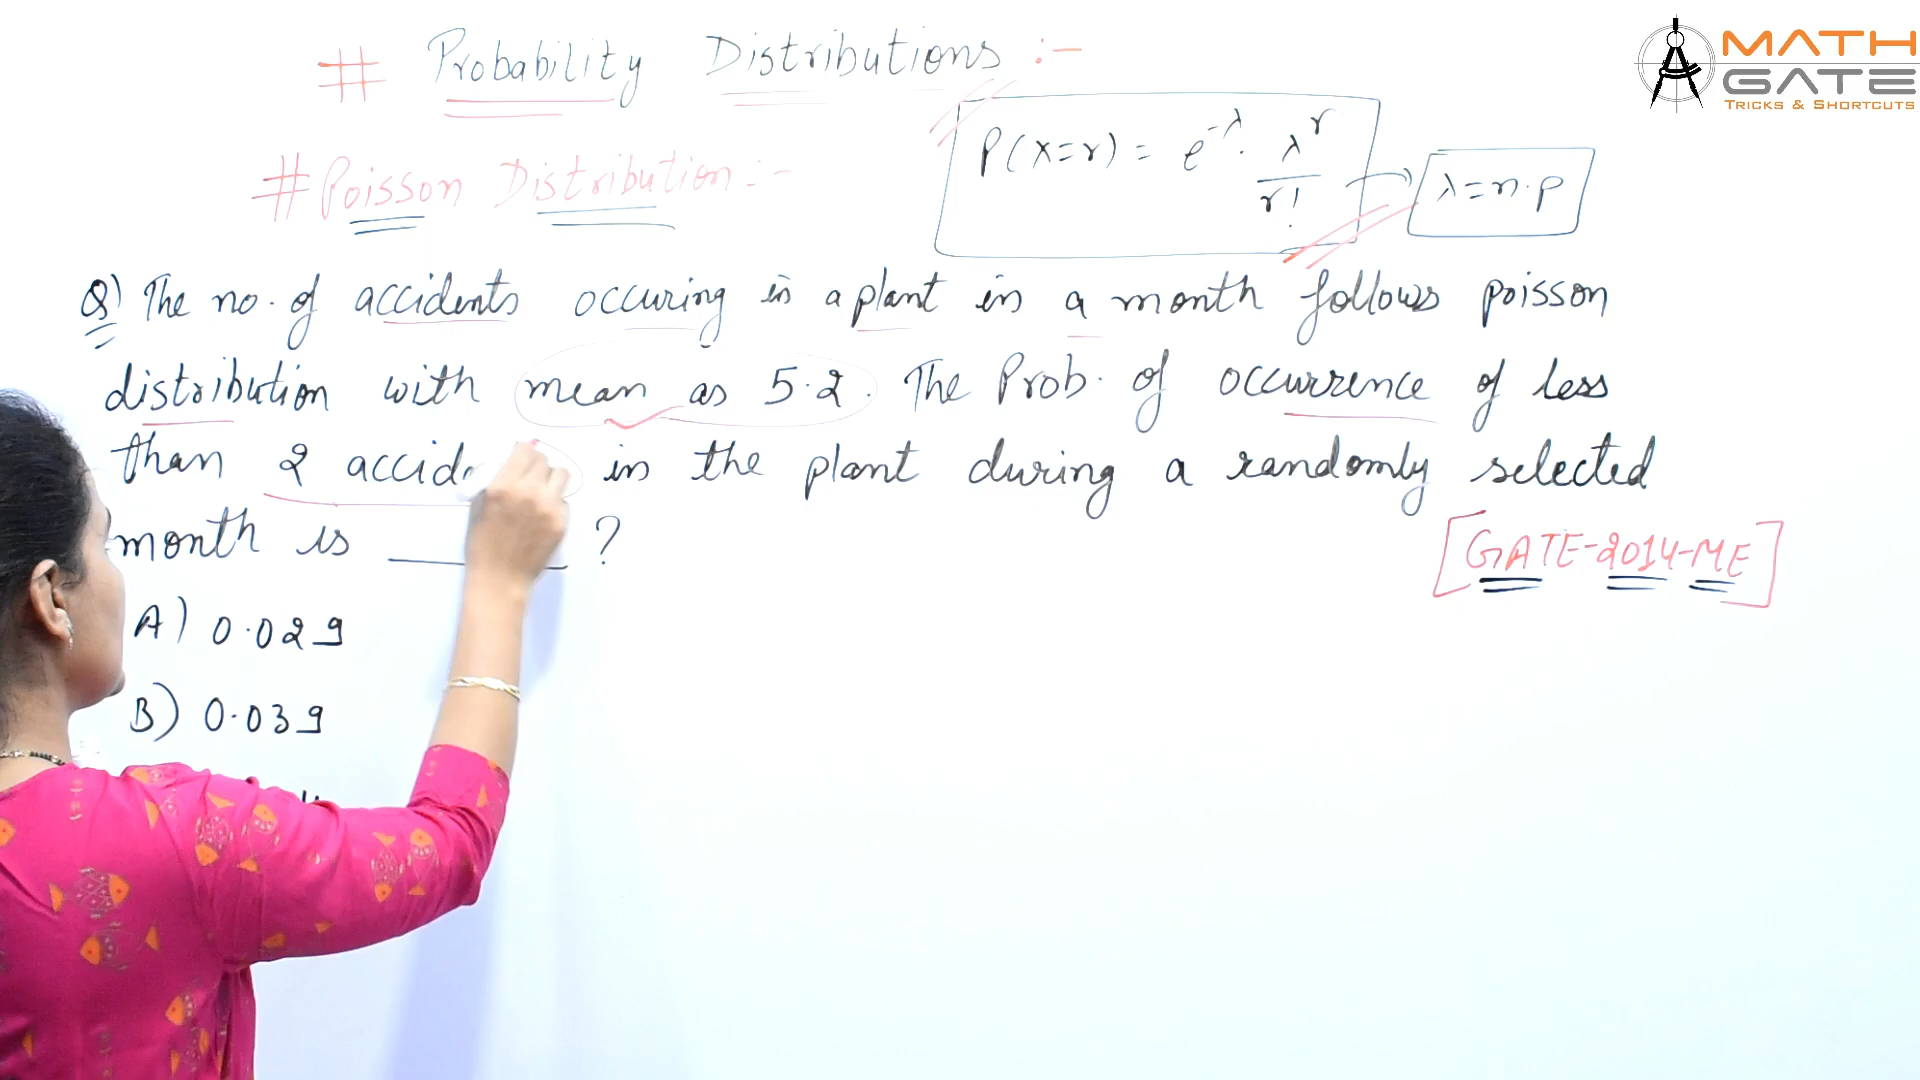 # Probability Distributions :-
MATH
GATE
TRICKS & SHORTCUTS
P(x=r) = e^-λ · λ^r / r!
λ = n·p
# Poisson Distribution :-
Q) The no. of accidents occuring in a plant in a month follows poisson
distribution with mean as 5.2. The Prob. of occurrence of less
than 2 in the plant during a randomly selected
month is ______ ?
[GATE-2014-ME]
A) 0.029
B) 0.039